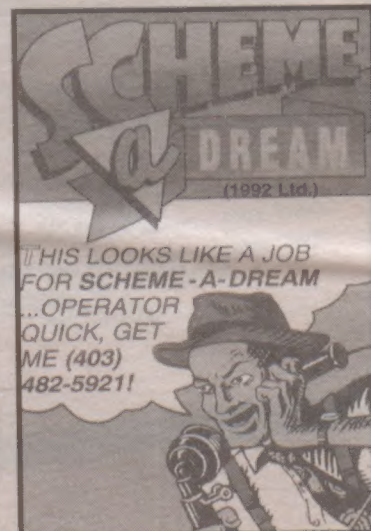 SCHEME
a DREAM
(1992 Ltd.)
THIS LOOKS LIKE A JOB
FOR SCHEME-A-DREAM
...OPERATOR
QUICK, GET
ME (403)
482-5921!